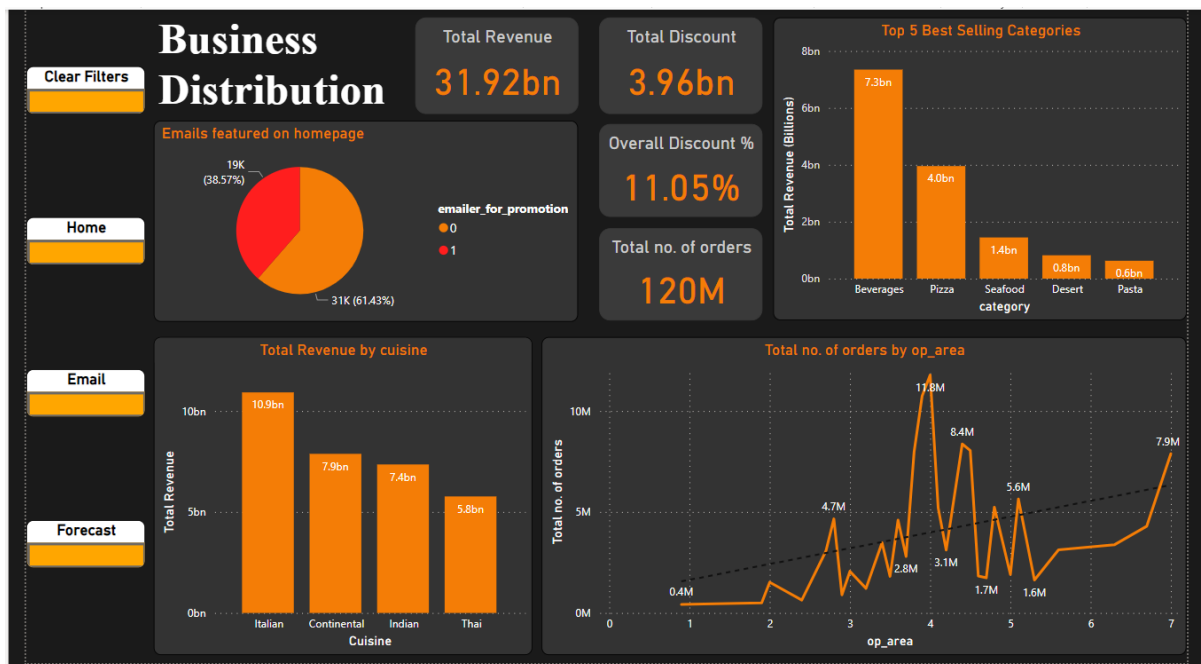 Business
Distribution
Clear Filters
Home
Email
Forecast
Total Revenue
31.92bn
Total Discount
3.96bn
Overall Discount %
11.05%
Total no. of orders
120M
Emails featured on homepage
19K
(38.57%)
31K (61.43%)
emailer_for_promotion
0
1
Top 5 Best Selling Categories
Total Revenue (Billions)
8bn
6bn
4bn
2bn
0bn
7.3bn
4.0bn
1.4bn
0.8bn
0.6bn
Beverages
Pizza
Seafood
Desert
Pasta
category
Total Revenue by cuisine
Total Revenue
10bn
5bn
0bn
10.9bn
7.9bn
7.4bn
5.8bn
Italian
Continental
Indian
Thai
Cuisine
Total no. of orders by op_area
Total no. of orders
10M
5M
0M
0.4M
4.7M
2.8M
11.8M
3.1M
8.4M
1.7M
5.6M
1.6M
7.9M
0
1
2
3
4
5
6
7
op_area